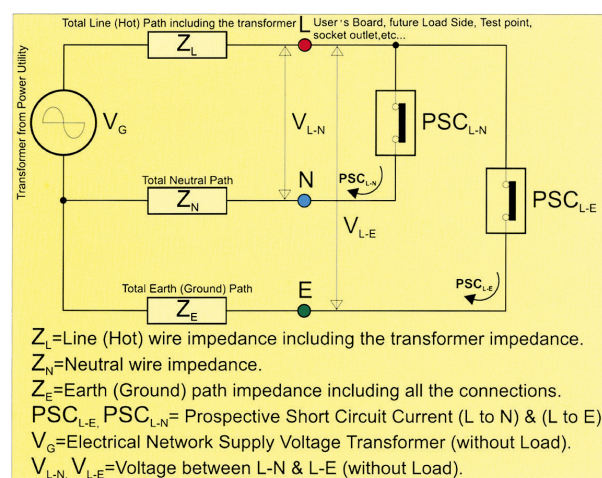 Total Line (Hot) Path including the transformer
L
User's Board, future Load Side, Test point,
socket outlet,etc...
Z_L
Transformer from Power Utility
V_G
V_L-N
PSC_L-N
Total Neutral Path
Z_N
N
PSC_L-N
V_L-E
PSC_L-E
Total Earth (Ground) Path
Z_E
E
PSC_L-E
Z_L=Line (Hot) wire impedance including the transformer impedance.
Z_N=Neutral wire impedance.
Z_E=Earth (Ground) path impedance including all the connections.
PSC_L-E, PSC_L-N= Prospective Short Circuit Current (L to N) & (L to E)
V_G=Electrical Network Supply Voltage Transformer (without Load).
V_L-N, V_L-E=Voltage between L-N & L-E (without Load).